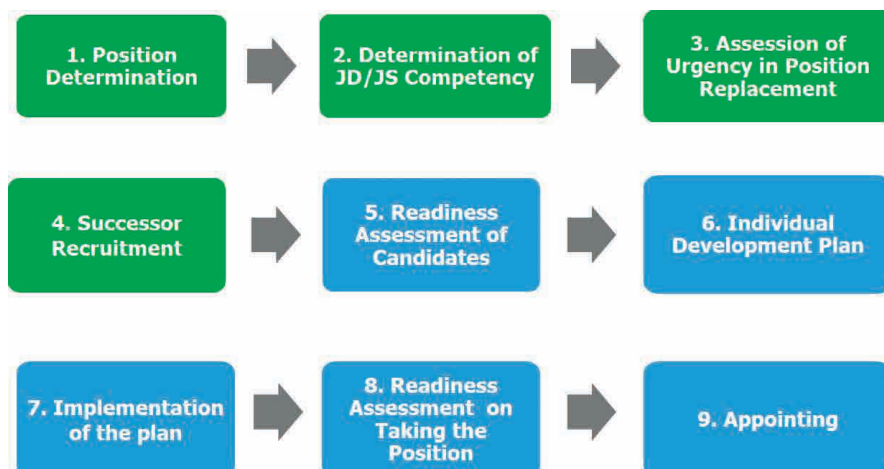 1. Position
Determination
2. Determination of
JD/JS Competency
3. Assession of
Urgency in Position
Replacement
4. Successor
Recruitment
5. Readiness
Assessment of
Candidates
6. Individual
Development Plan
7. Implementation
of the plan
8. Readiness
Assessment on
Taking the
Position
9. Appointing